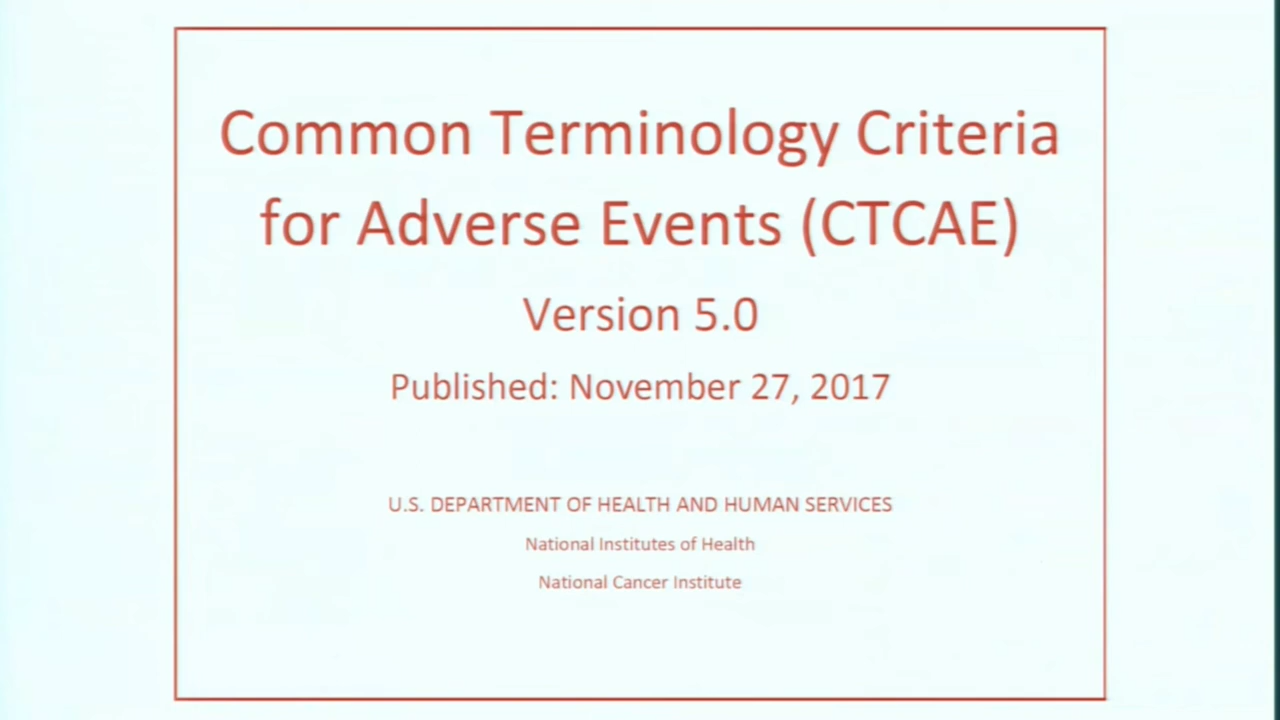 Common Terminology Criteria
for Adverse Events (CTCAE)
Version 5.0
Published: November 27, 2017
U.S. DEPARTMENT OF HEALTH AND HUMAN SERVICES
National Institutes of Health
National Cancer Institute